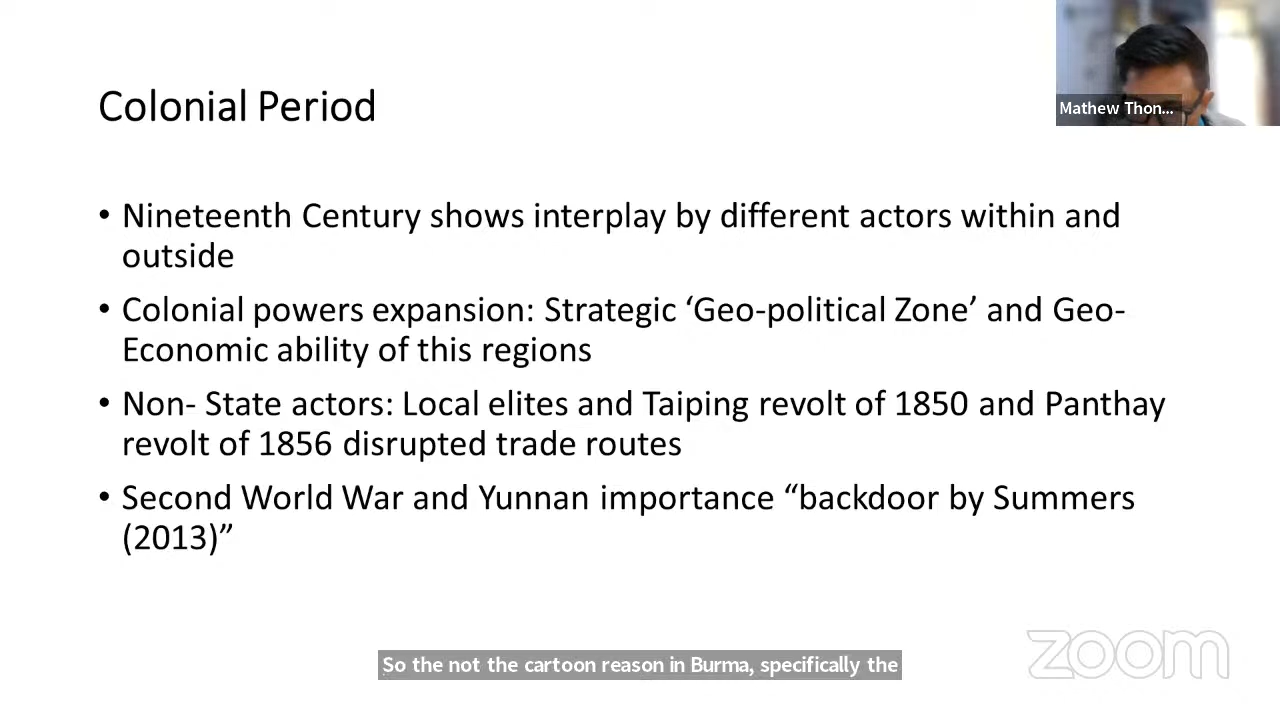 Colonial Period
Mathew Thon...
• Nineteenth Century shows interplay by different actors within and
outside
• Colonial powers expansion: Strategic ‘Geo-political Zone’ and Geo-
Economic ability of this regions
• Non- State actors: Local elites and Taiping revolt of 1850 and Panthay
revolt of 1856 disrupted trade routes
• Second World War and Yunnan importance “backdoor by Summers
(2013)”
zoom
So the not the cartoon reason in Burma, specifically the